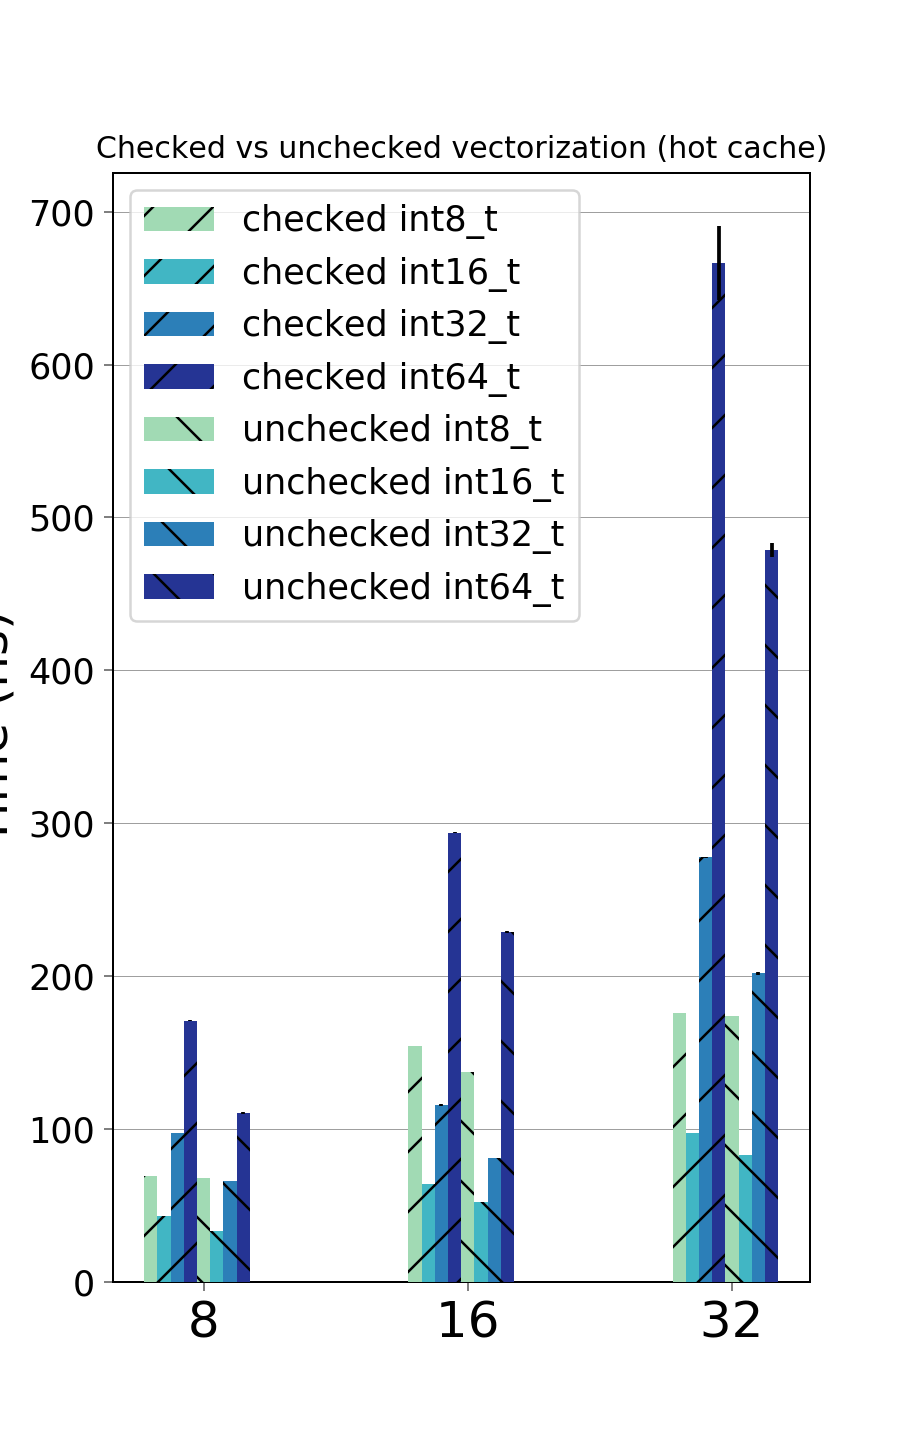 Checked vs unchecked vectorization (hot cache)
700
600
500
400
300
200
100
0
checked int8_t
checked int16_t
checked int32_t
checked int64_t
unchecked int8_t
unchecked int16_t
unchecked int32_t
unchecked int64_t
8 16 32